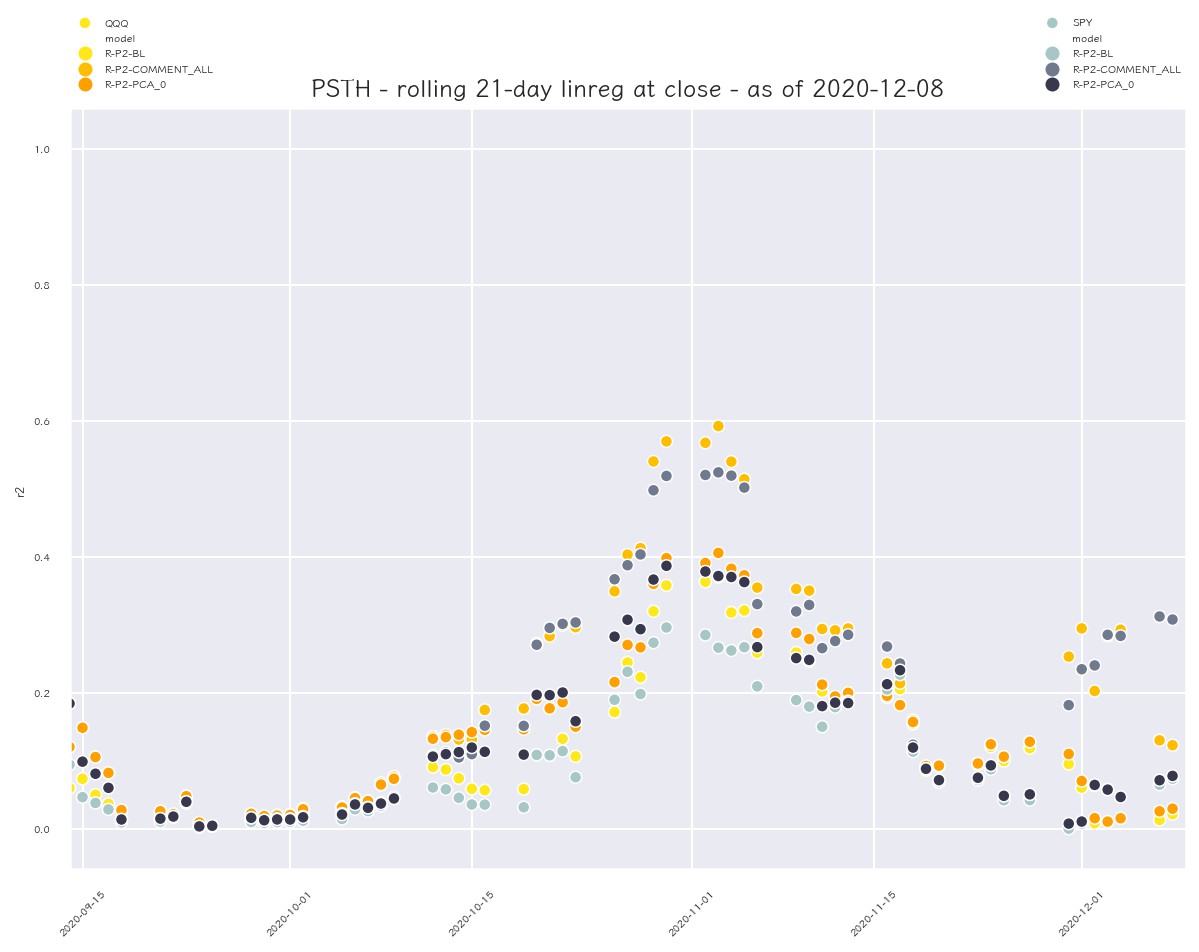 QQQ
model
R-P2-BL
R-P2-COMMENT_ALL
R-P2-PCA_0
SPY
model
R-P2-BL
R-P2-COMMENT_ALL
R-P2-PCA_0
PSTH - rolling 21-day linreg at close - as of 2020-12-08
1.0
0.8
0.6
0.4
0.2
0.0
r2
2020-09-15
2020-10-01
2020-10-15
2020-11-01
2020-11-15
2020-12-01